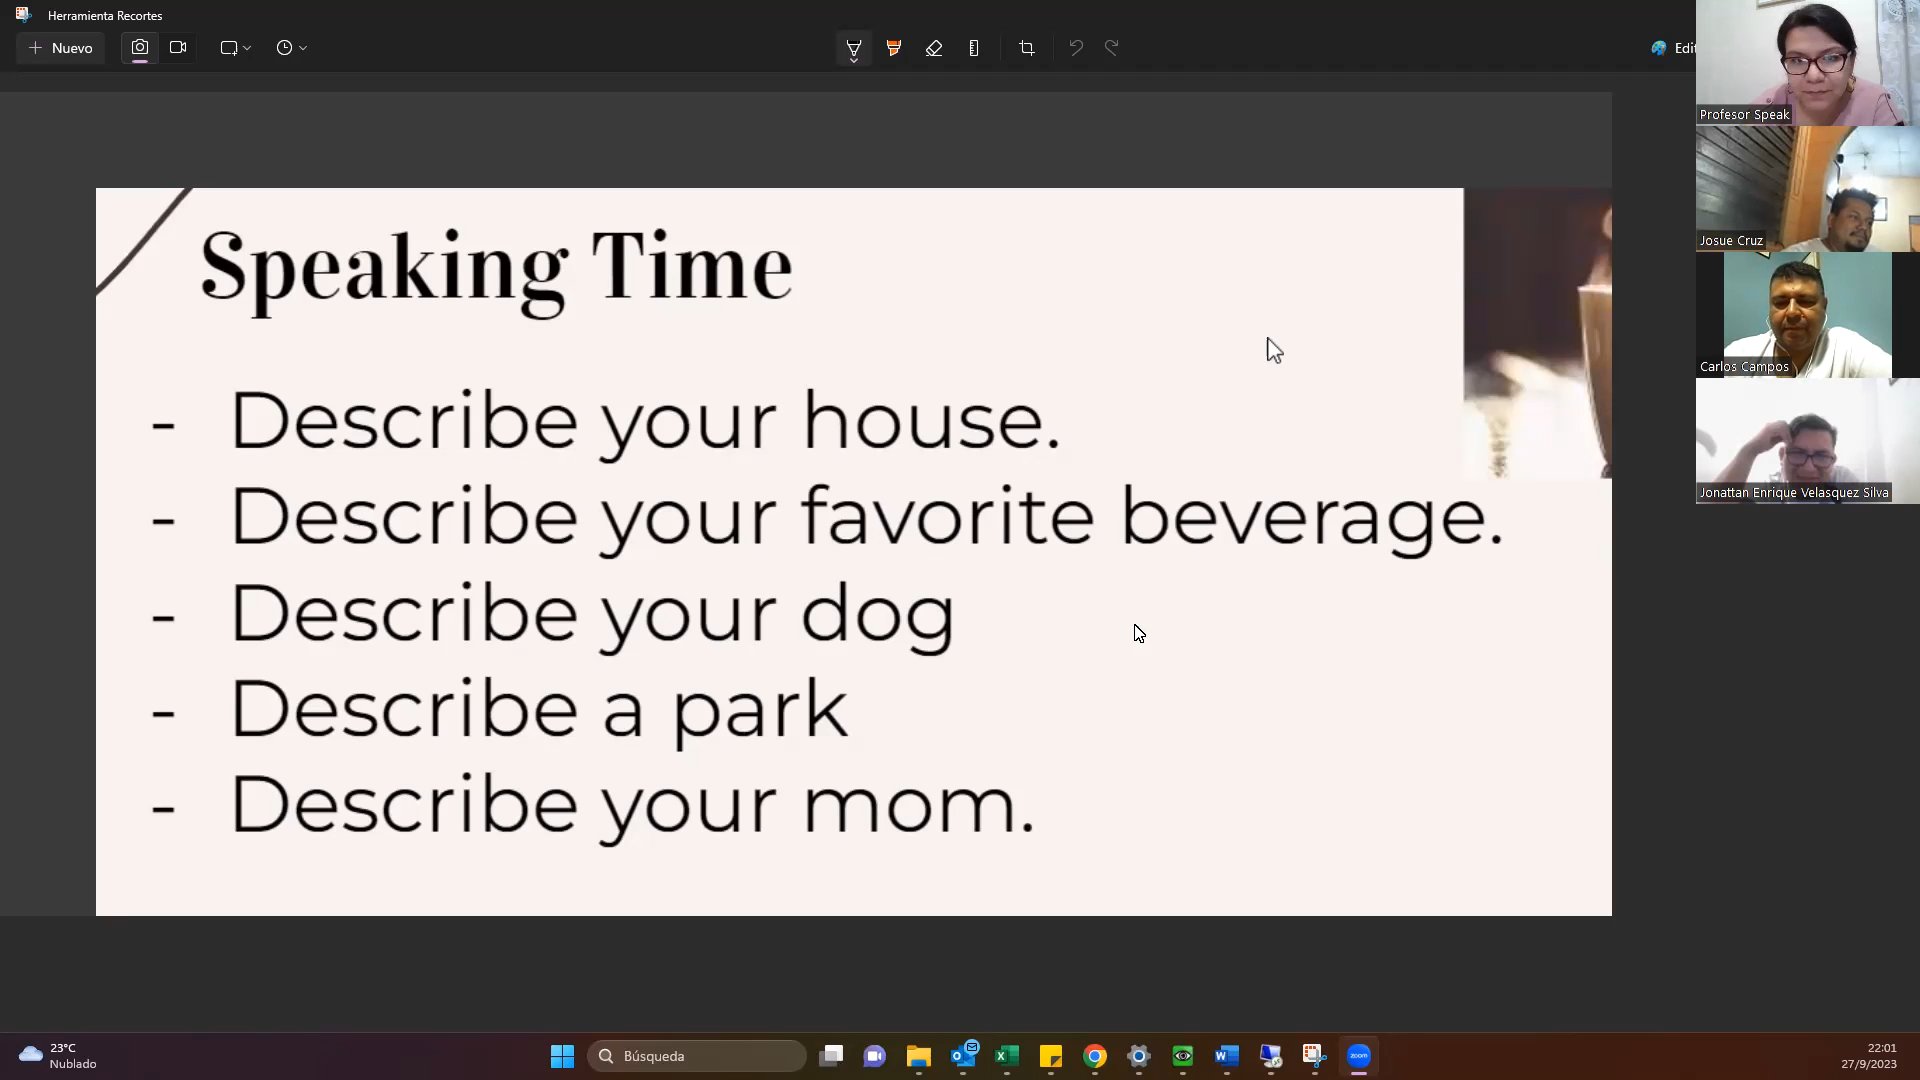 Herramienta Recortes
Nuevo
Edit
Speaking Time
- Describe your house.
- Describe your favorite beverage.
- Describe your dog
- Describe a park
- Describe your mom.
Profesor Speak
Josue Cruz
Carlos Campos
Jonattan Enrique Velasquez Silva
23°C
Nublado
Búsqueda
zoom
22:01
27/9/2023